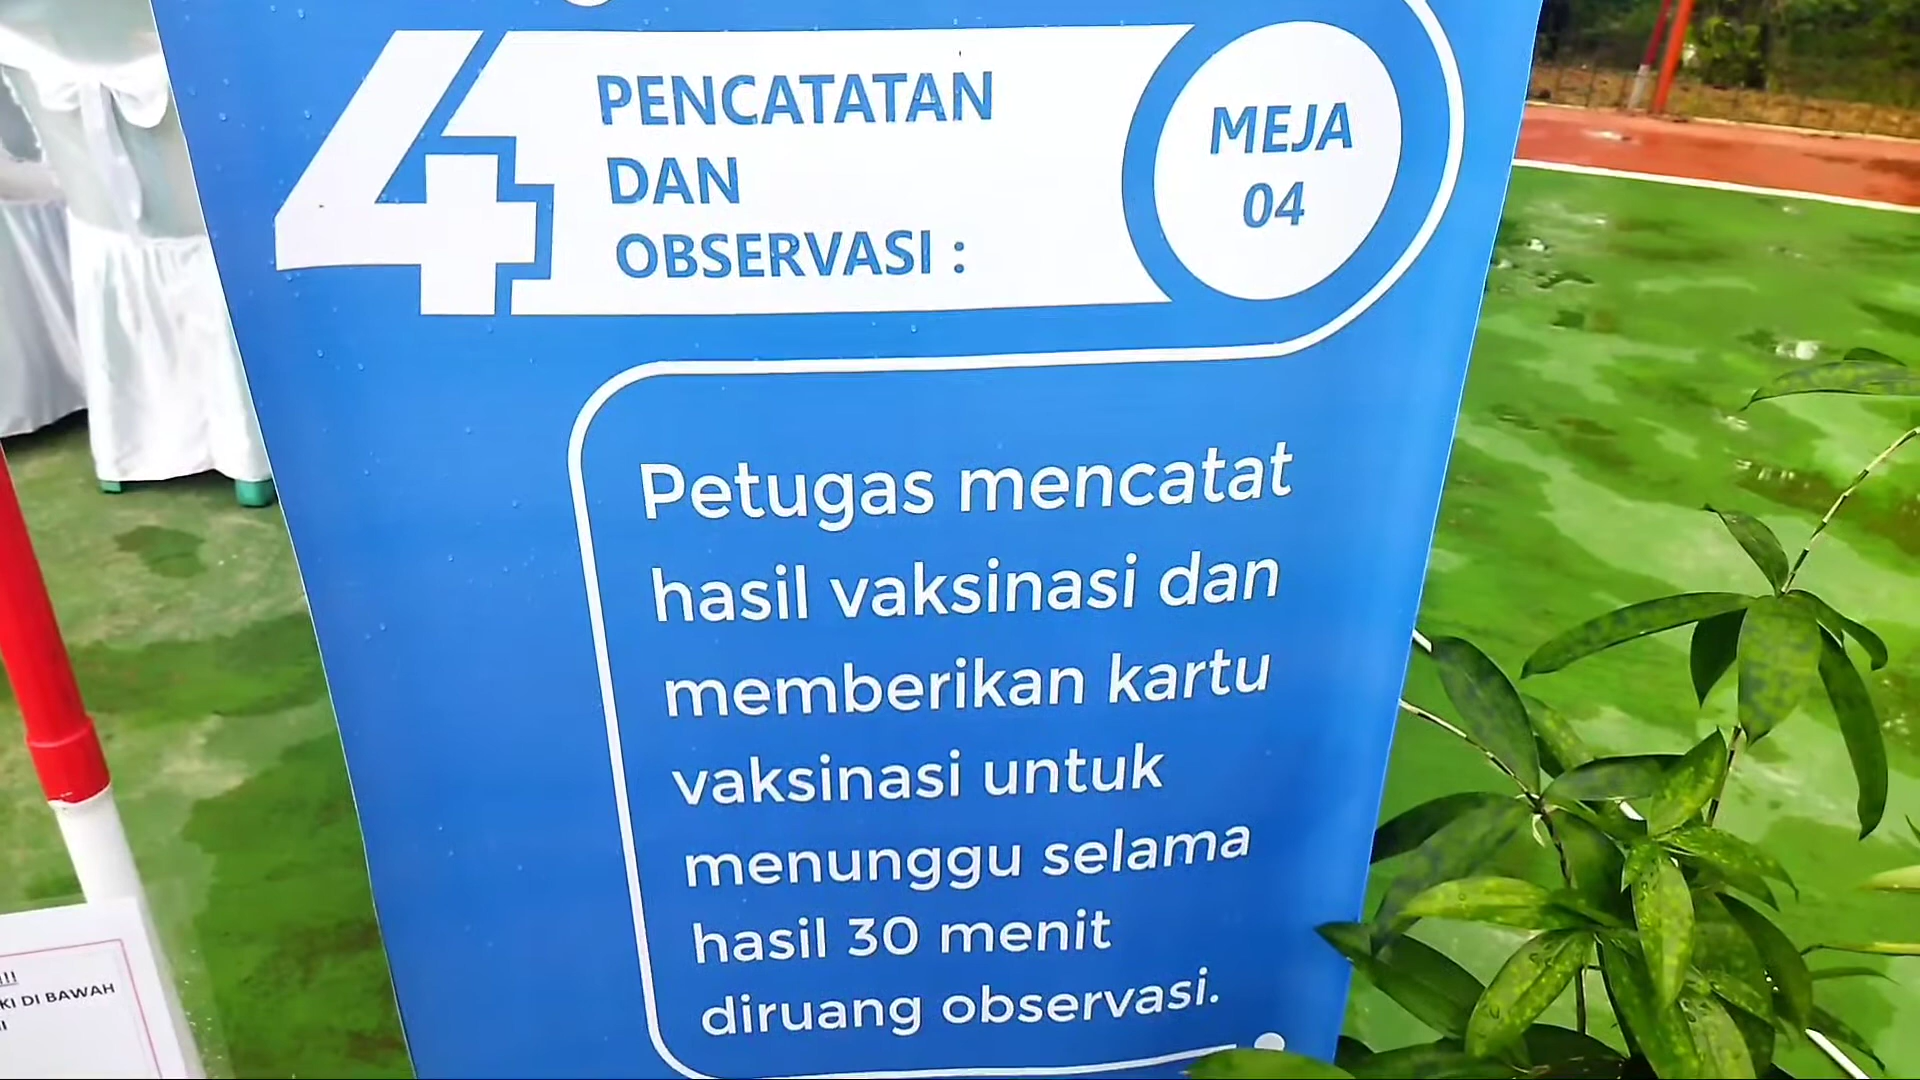 4
PENCATATAN
DAN
OBSERVASI :
MEJA
04
Petugas mencatat
hasil vaksinasi dan
memberikan kartu
vaksinasi untuk
menunggu selama
hasil 30 menit
diruang observasi.
!!!
KI DI BAWAH